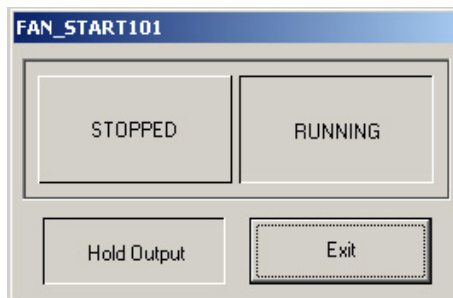 FAN_START101
STOPPED
RUNNING
Hold Output
Exit